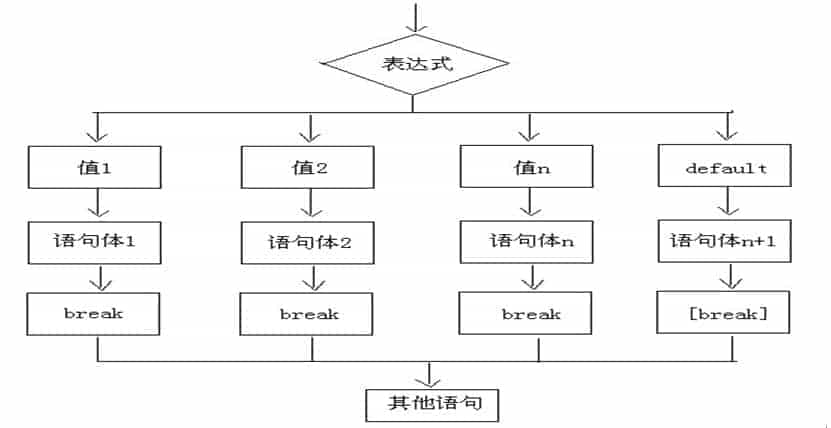 表达式
值1
值2
值n
default
语句体1
语句体2
语句体n
语句体n+1
break
break
break
[break]
其他语句